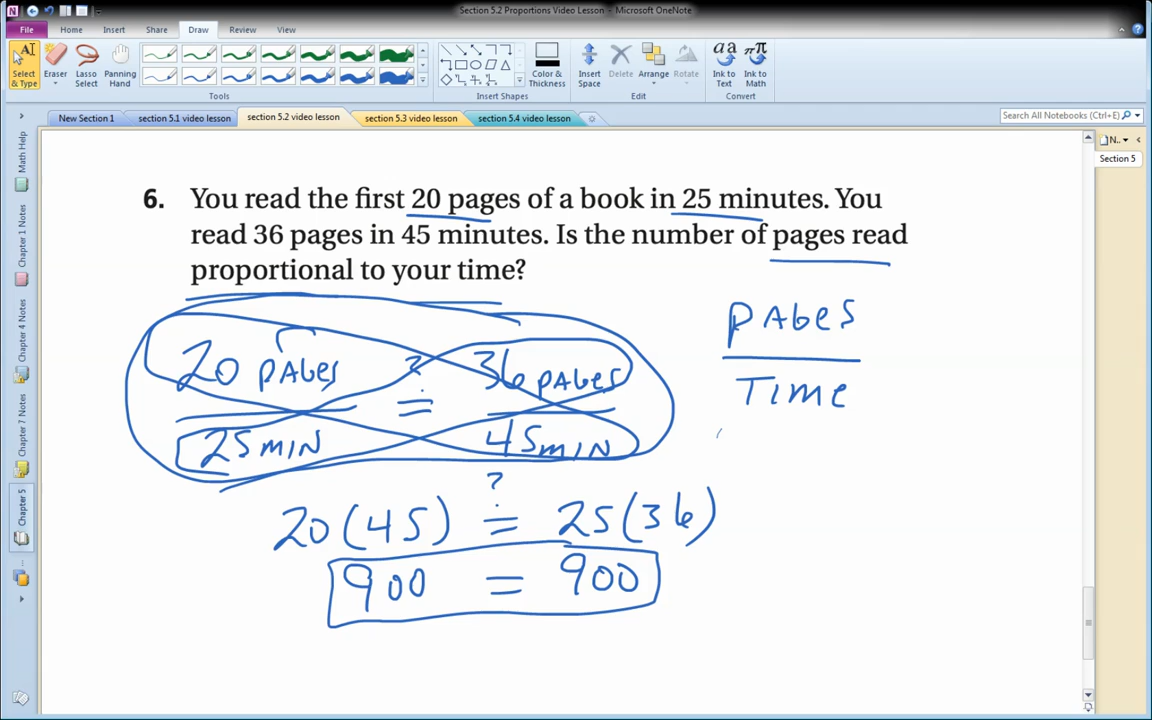 Section 5.2 Proportions Video Lesson - Microsoft OneNote
File Home Insert Draw Review View
Select & Type
Eraser
Lasso Select
Panning Hand
Color & Thickness
Insert Space
Delete
Arrange
Rotate
Ink to Text
Ink to Math
Tools
Insert Shapes
Edit
Convert
New Section 1
section 5.1 video lesson
section 5.2 video lesson
section 5.3 video lesson
section 5.4 video lesson
Search All Notebooks (Ctrl+E)
N..
Section 5
Math Help
Chapter 1 Notes
Chapter 4 Notes
Chapter 7 Notes
Chapter 5
6. You read the first 20 pages of a book in 25 minutes. You
read 36 pages in 45 minutes. Is the number of pages read
proportional to your time?
PAGES
TIME
20 PAGES ? 36 PAGES
=
25 MIN 45 MIN
?
20(45) = 25(36)
900 = 900